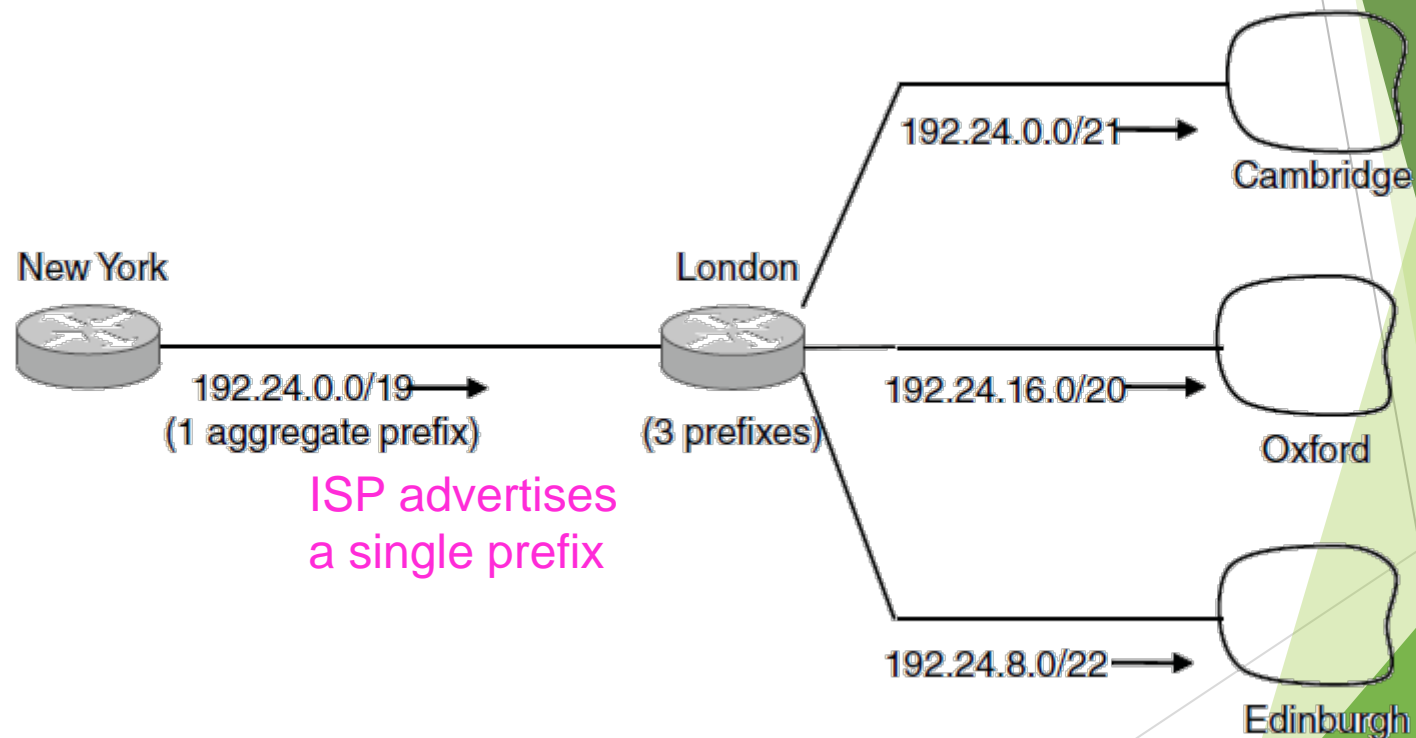 192.24.0.0/21
Cambridge
New York
London
192.24.0.0/19
(1 aggregate prefix)
(3 prefixes)
192.24.16.0/20
Oxford
ISP advertises
a single prefix
192.24.8.0/22
Edinburgh